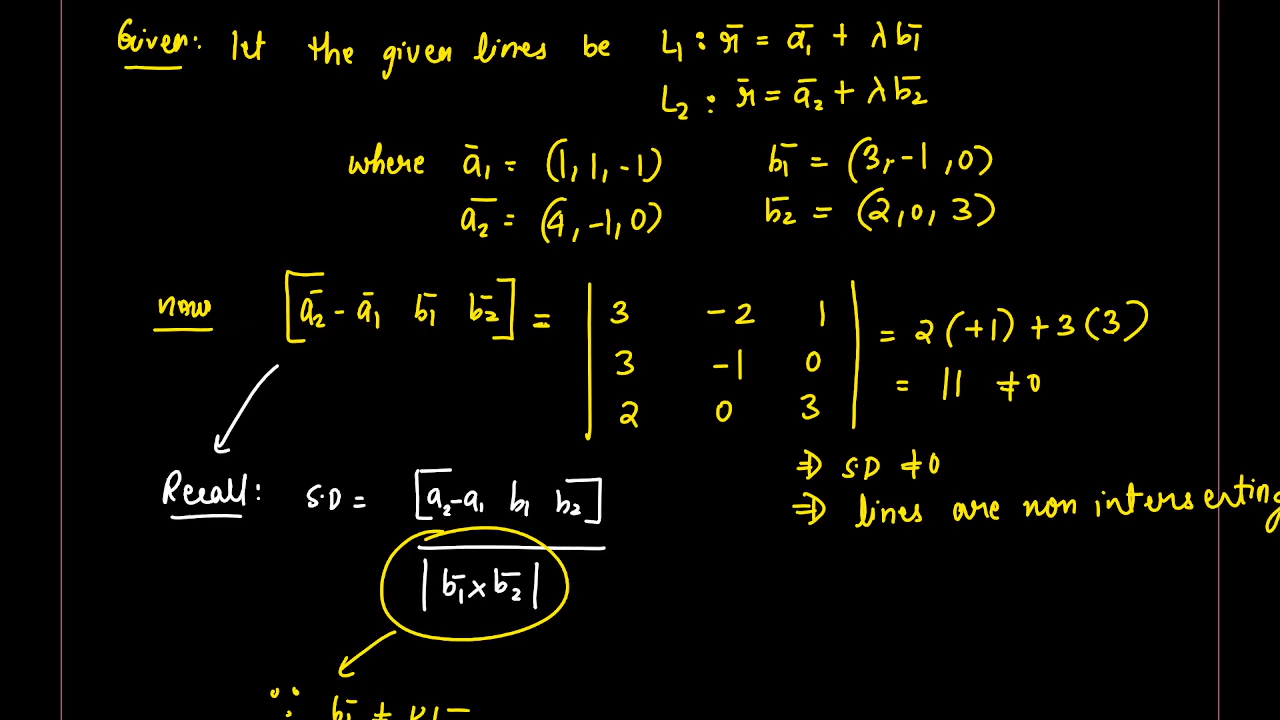 Given: let the given lines be L₁ : r̄ = ā₁ + λb̄₁
L₂ : r̄ = ā₂ + λb̄₂
where ā₁ = (1, 1, -1) b̄₁ = (3, -1, 0)
ā₂ = (4, -1, 0) b̄₂ = (2, 0, 3)
now [ā₂ - ā₁ b̄₁ b̄₂] = | 3 -2 1 | = 2(+1) + 3(3)
| 3 -1 0 | = 11 ≠ 0
| 2 0 3 |
⇒ S.D ≠ 0
⇒ lines are non intersecting
Recall: S.D = [ā₂-a₁ b₁ b̄₂]
|b̄₁ × b̄₂|
∵ b̄₁ ≠